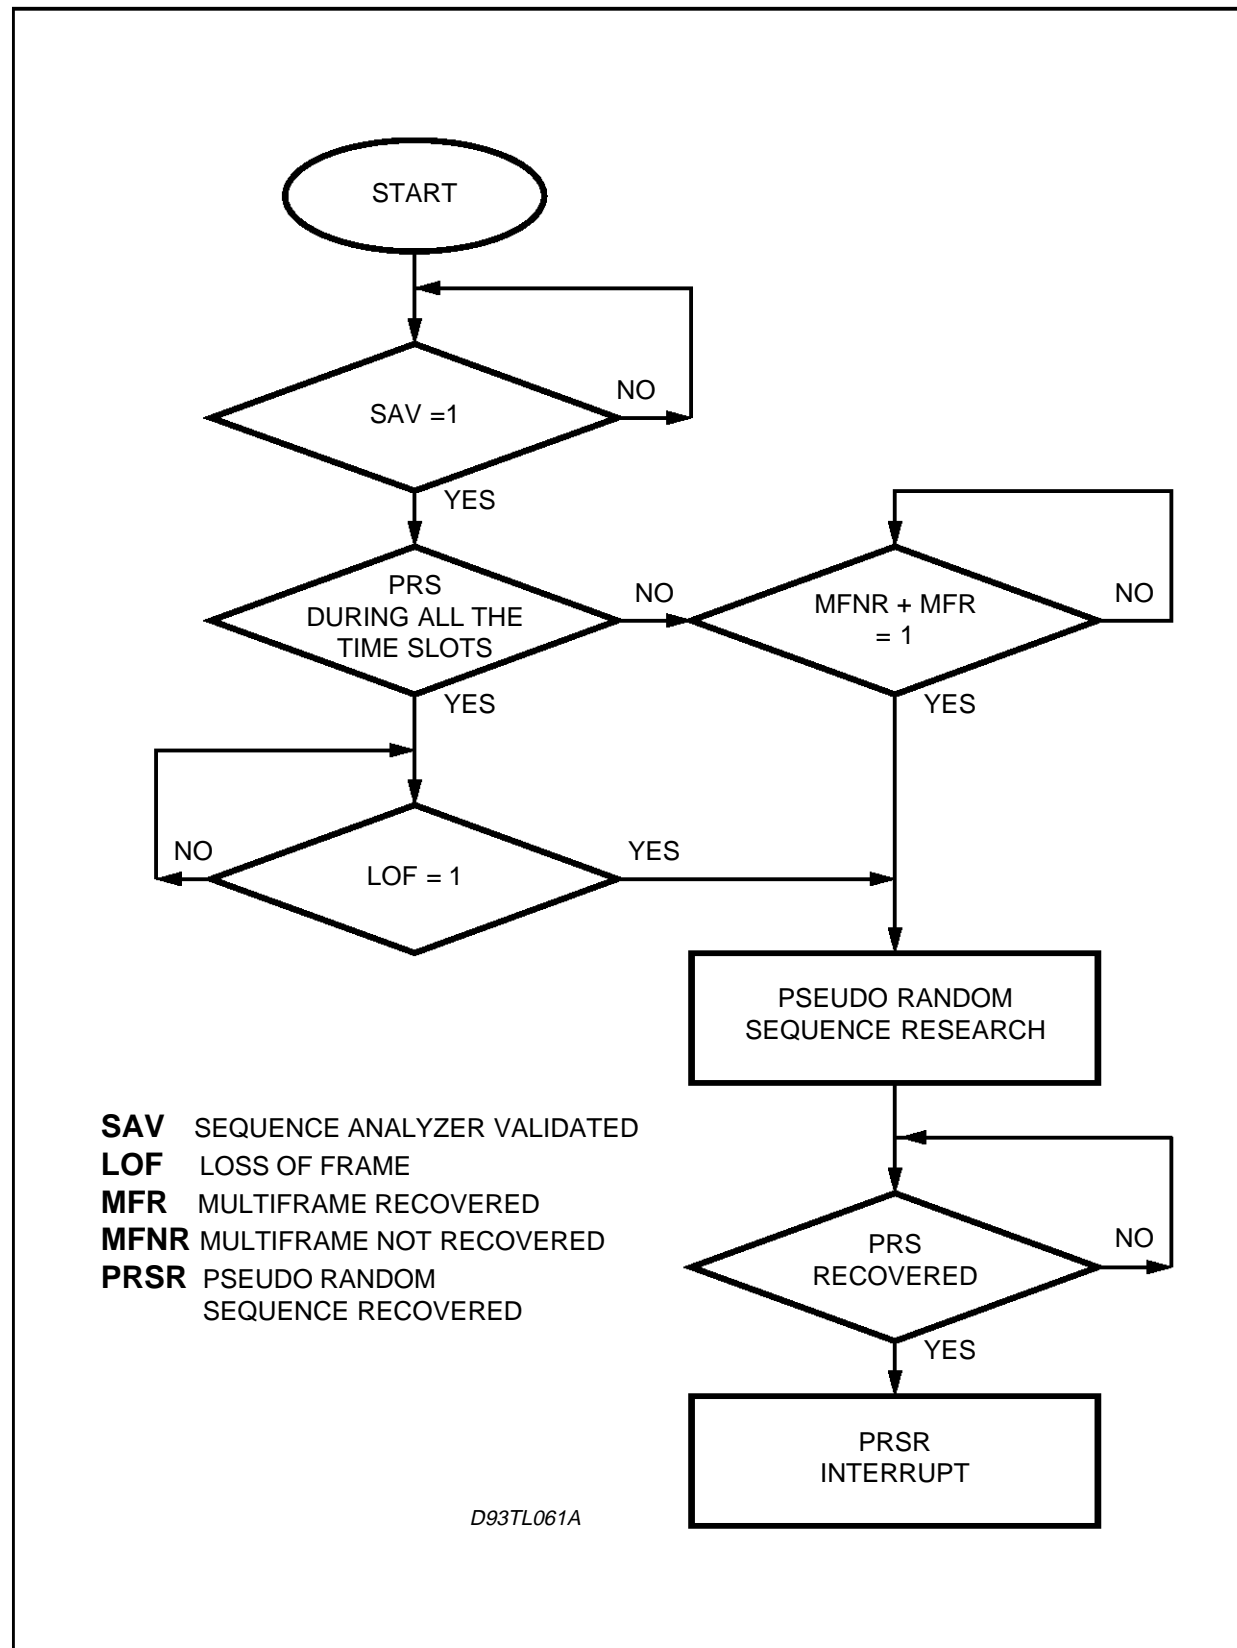 START
NO
SAV =1
YES
PRS
DURING ALL THE
TIME SLOTS
NO
MFNR + MFR
= 1
NO
YES
YES
NO
LOF = 1
YES
PSEUDO RANDOM
SEQUENCE RESEARCH
SAV SEQUENCE ANALYZER VALIDATED
LOF LOSS OF FRAME
MFR MULTIFRAME RECOVERED
MFNR MULTIFRAME NOT RECOVERED
PRSR PSEUDO RANDOM
SEQUENCE RECOVERED
PRS
RECOVERED
NO
YES
PRSR
INTERRUPT
D93TL061A